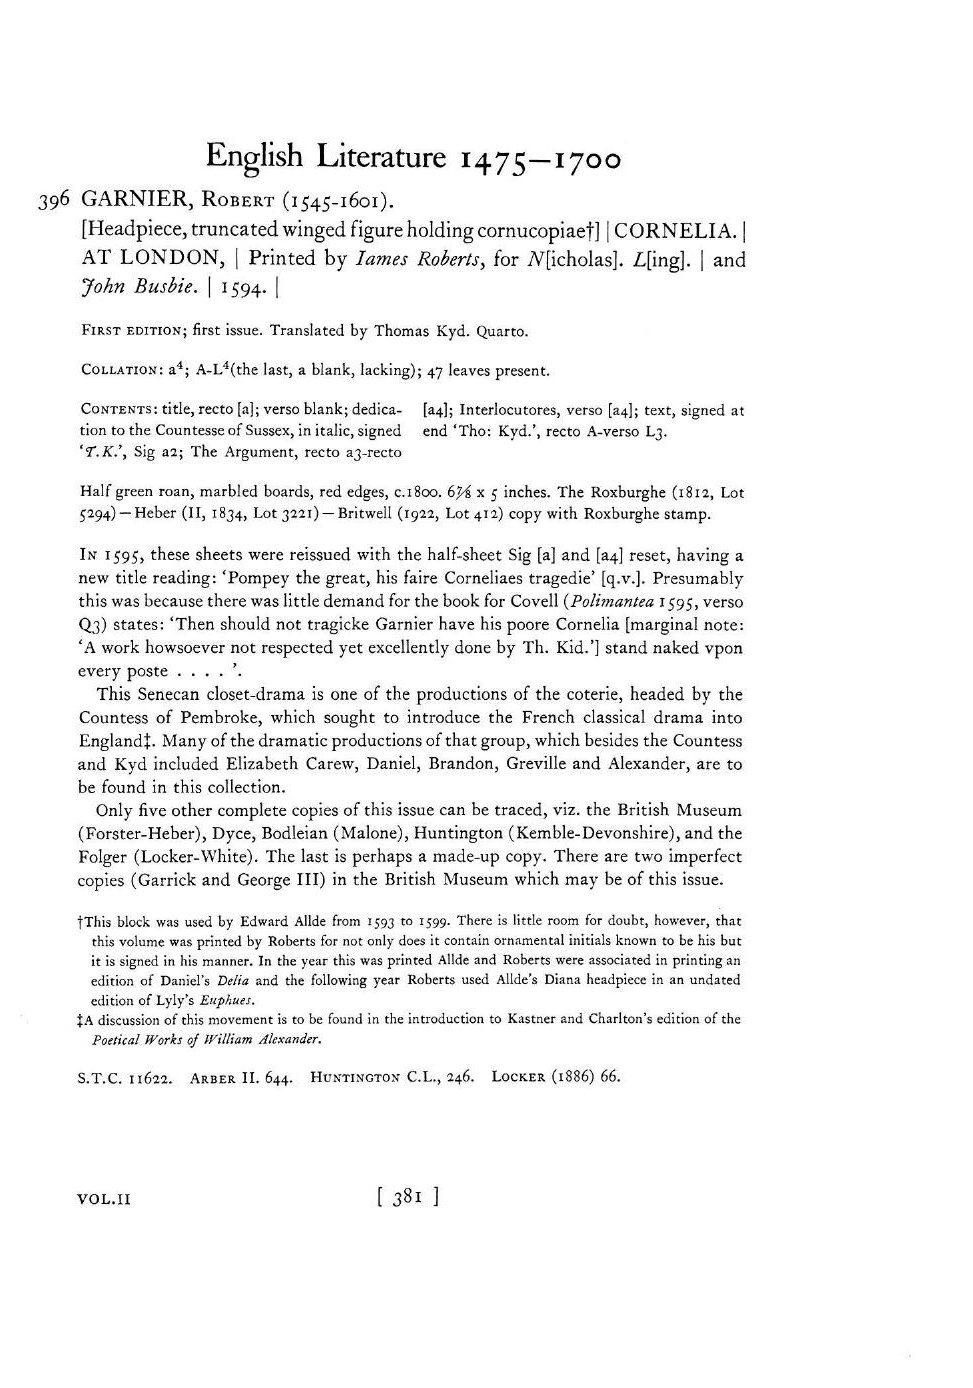 English Literature 1475—1700
396 GARNIER, ROBERT (1545-1601).
[Headpiece, truncated winged figure holding cornucopiae†] | CORNELIA. |
AT LONDON, | Printed by Iames Roberts, for N[icholas]. L[ing]. | and
John Busbie. | 1594. |
FIRST EDITION; first issue. Translated by Thomas Kyd. Quarto.
COLLATION: a⁴; A-L⁴(the last, a blank, lacking); 47 leaves present.
CONTENTS: title, recto [a]; verso blank; dedica-
tion to the Countesse of Sussex, in italic, signed
‘T.K.’, Sig a2; The Argument, recto a3-recto
[a4]; Interlocutores, verso [a4]; text, signed at
end ‘Tho: Kyd.’, recto A-verso L3.
Half green roan, marbled boards, red edges, c.1800. 6⅞ x 5 inches. The Roxburghe (1812, Lot
5294) — Heber (II, 1834, Lot 3221) — Britwell (1922, Lot 412) copy with Roxburghe stamp.
IN 1595, these sheets were reissued with the half-sheet Sig [a] and [a4] reset, having a
new title reading: ‘Pompey the great, his faire Corneliaes tragedie’ [q.v.]. Presumably
this was because there was little demand for the book for Covell (Polimantea 1595, verso
Q3) states: ‘Then should not tragicke Garnier have his poore Cornelia [marginal note:
‘A work howsoever not respected yet excellently done by Th. Kid.’] stand naked vpon
every poste . . . . ’.
This Senecan closet-drama is one of the productions of the coterie, headed by the
Countess of Pembroke, which sought to introduce the French classical drama into
England‡. Many of the dramatic productions of that group, which besides the Countess
and Kyd included Elizabeth Carew, Daniel, Brandon, Greville and Alexander, are to
be found in this collection.
Only five other complete copies of this issue can be traced, viz. the British Museum
(Forster-Heber), Dyce, Bodleian (Malone), Huntington (Kemble-Devonshire), and the
Folger (Locker-White). The last is perhaps a made-up copy. There are two imperfect
copies (Garrick and George III) in the British Museum which may be of this issue.
†This block was used by Edward Allde from 1593 to 1599. There is little room for doubt, however, that
this volume was printed by Roberts for not only does it contain ornamental initials known to be his but
it is signed in his manner. In the year this was printed Allde and Roberts were associated in printing an
edition of Daniel's Delia and the following year Roberts used Allde's Diana headpiece in an undated
edition of Lyly's Euphues.
‡A discussion of this movement is to be found in the introduction to Kastner and Charlton's edition of the
Poetical Works of William Alexander.
S.T.C. 11622. ARBER II. 644. HUNTINGTON C.L., 246. LOCKER (1886) 66.
VOL.II [ 381 ]